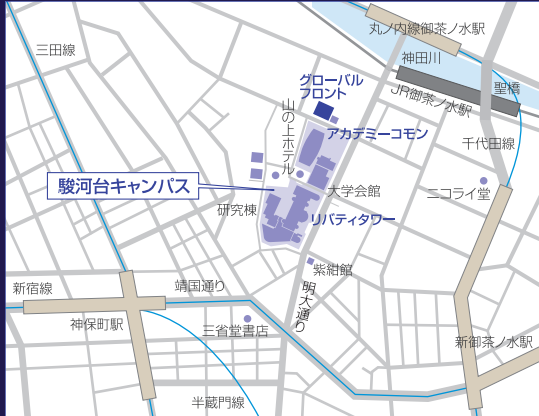 丸ノ内線御茶ノ水駅
三田線
神田川
グローバル
フロント
聖橋
JR御茶ノ水駅
山の上ホテル
アカデミーコモン
千代田線
駿河台キャンパス
大学会館
ニコライ堂
研究棟
リバティタワー
紫紺館
新宿線
靖国通り
明大通り
神保町駅
三省堂書店
新御茶ノ水駅
半蔵門線